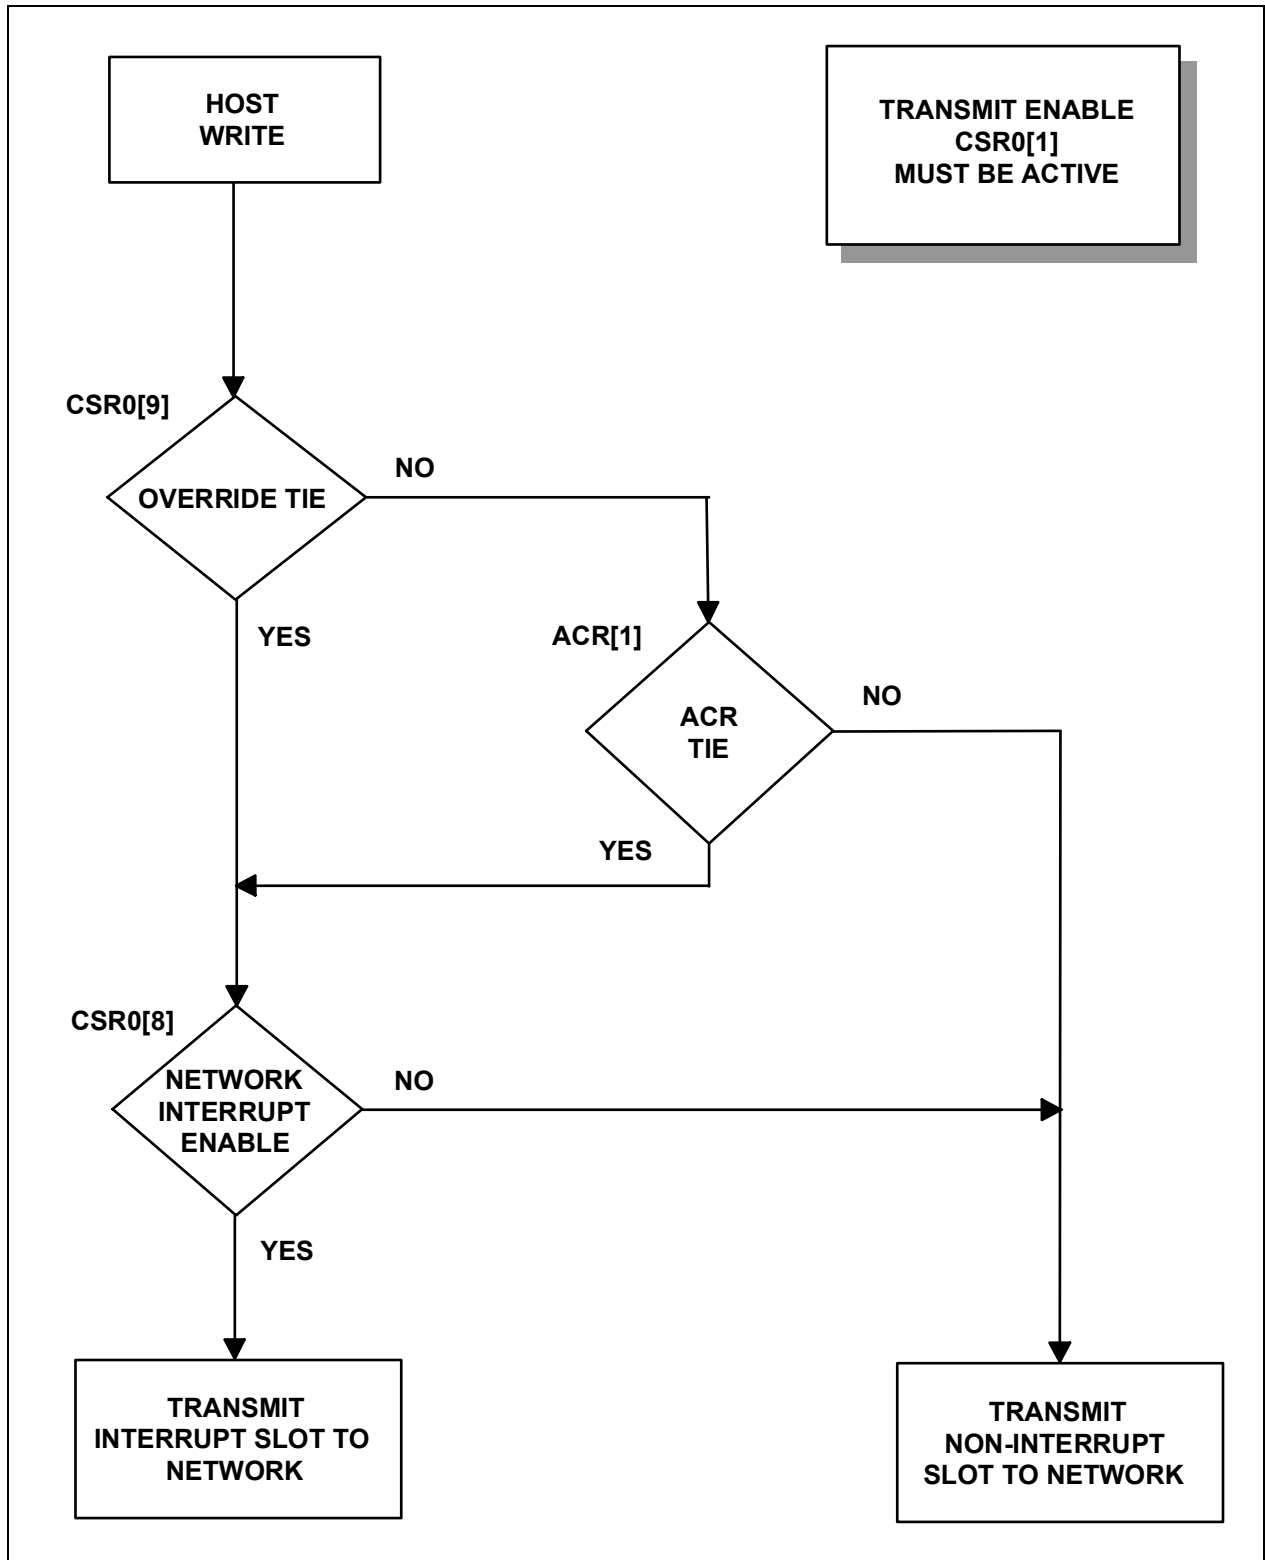 HOST
WRITE
TRANSMIT ENABLE
CSR0[1]
MUST BE ACTIVE
CSR0[9]
OVERRIDE TIE
NO
YES
ACR[1]
ACR
TIE
NO
YES
CSR0[8]
NETWORK
INTERRUPT
ENABLE
NO
YES
TRANSMIT
INTERRUPT SLOT TO
NETWORK
TRANSMIT
NON-INTERRUPT
SLOT TO NETWORK